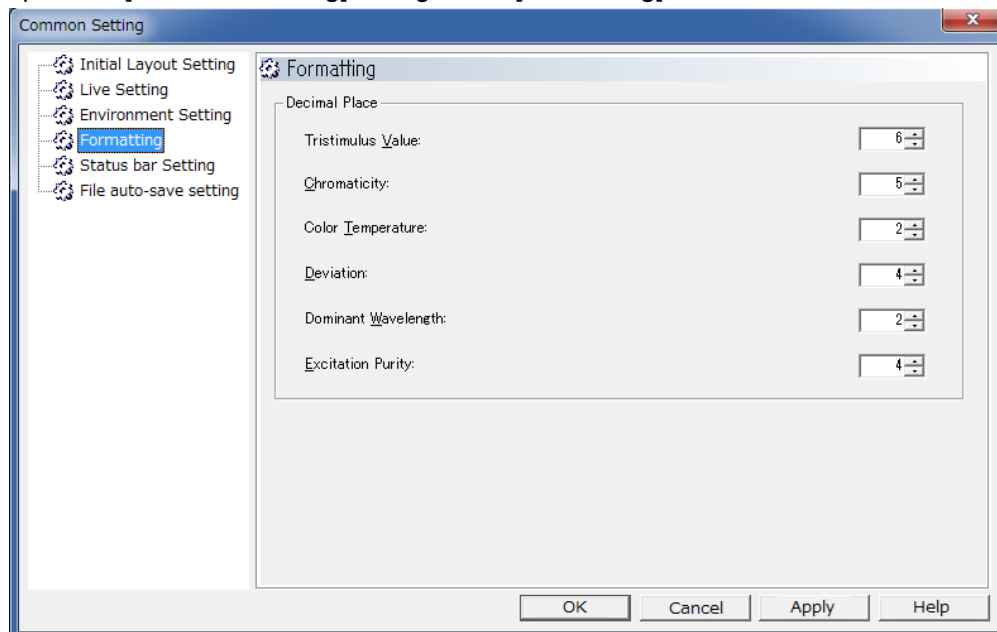 Common Setting
Initial Layout Setting
Live Setting
Environment Setting
Formatting
Status bar Setting
File auto-save setting
Formatting
Decimal Place
Tristimulus Value: 6
Chromaticity: 5
Color Temperature: 2
Deviation: 4
Dominant Wavelength: 2
Excitation Purity: 4
OK Cancel Apply Help